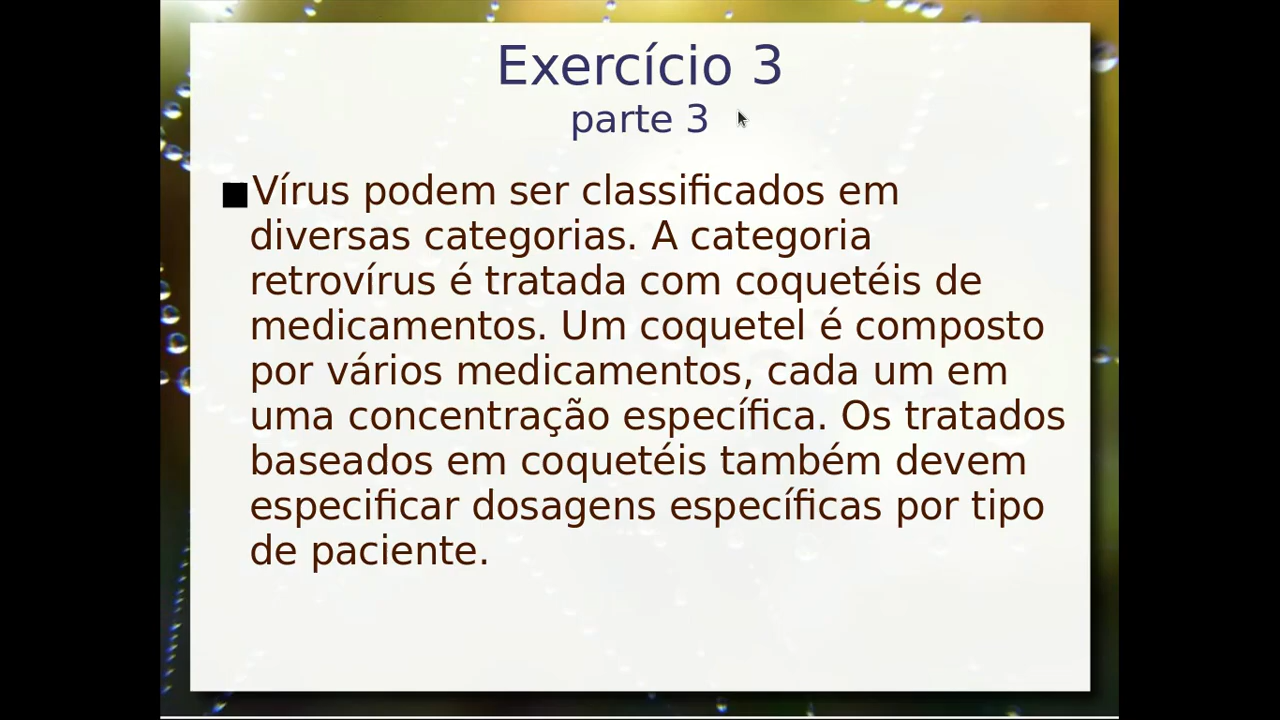 Exercício 3
parte 3
Vírus podem ser classificados em
diversas categorias. A categoria
retrovírus é tratada com coquetéis de
medicamentos. Um coquetel é composto
por vários medicamentos, cada um em
uma concentração específica. Os tratados
baseados em coquetéis também devem
especificar dosagens específicas por tipo
de paciente.